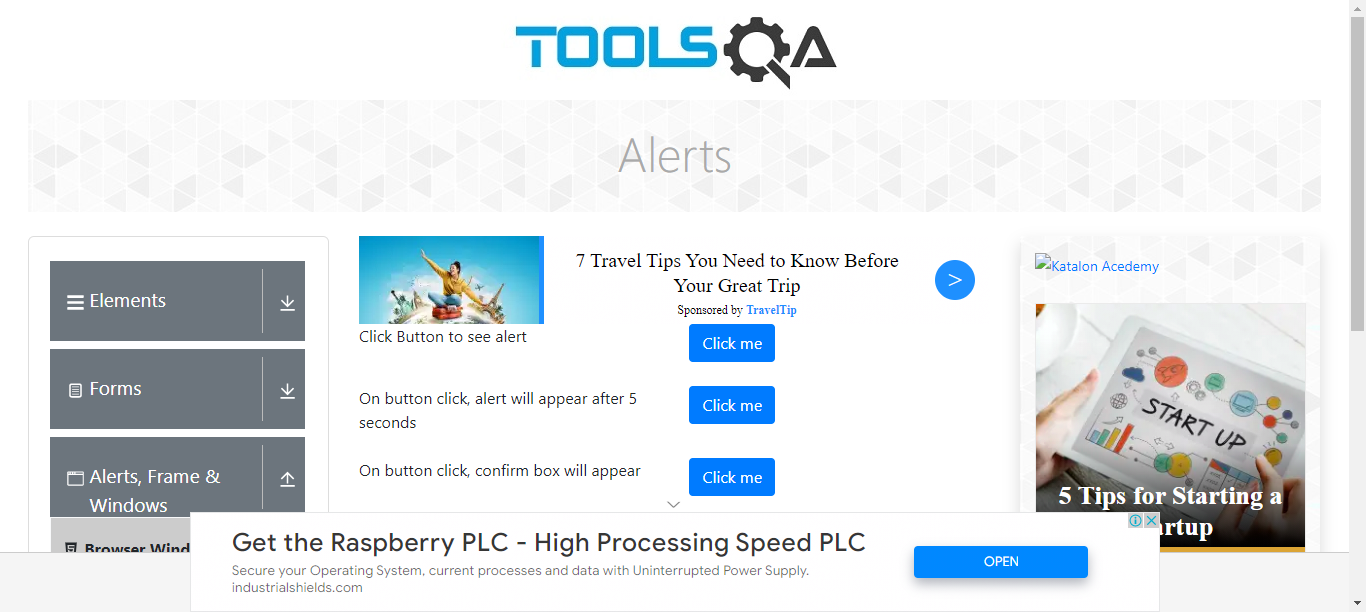 TOOLSQA
Alerts
Elements
Forms
Alerts, Frame &
Windows
7 Travel Tips You Need to Know Before
Your Great Trip
Sponsored by TravelTip
>
Click Button to see alert
Click me
On button click, alert will appear after 5
seconds
Click me
On button click, confirm box will appear
Click me
Katalon Acedemy
START UP
5 Tips for Starting a
Get the Raspberry PLC - High Processing Speed PLC
Secure your Operating System, current processes and data with Uninterrupted Power Supply.
industrialshields.com
OPEN
Browser Wind
rtup